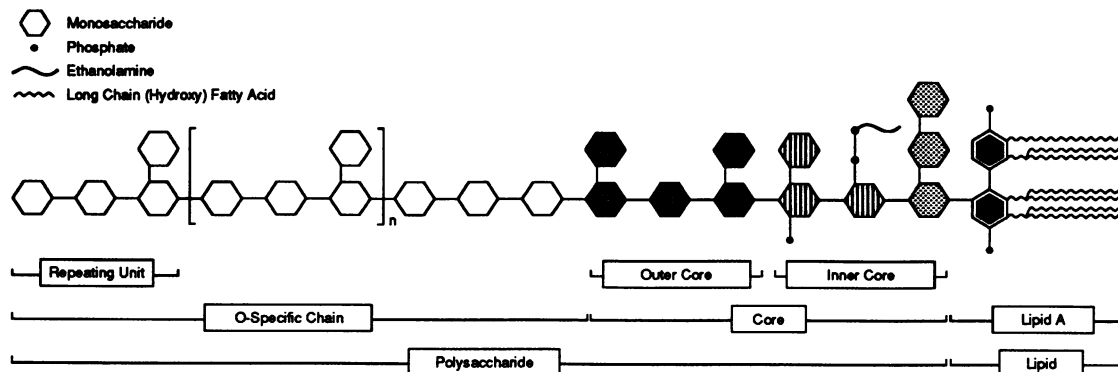 Monosaccharide
Phosphate
Ethanolamine
Long Chain (Hydroxy) Fatty Acid
n
Repeating Unit
Outer Core
Inner Core
O-Specific Chain
Core
Lipid A
Polysaccharide
Lipid